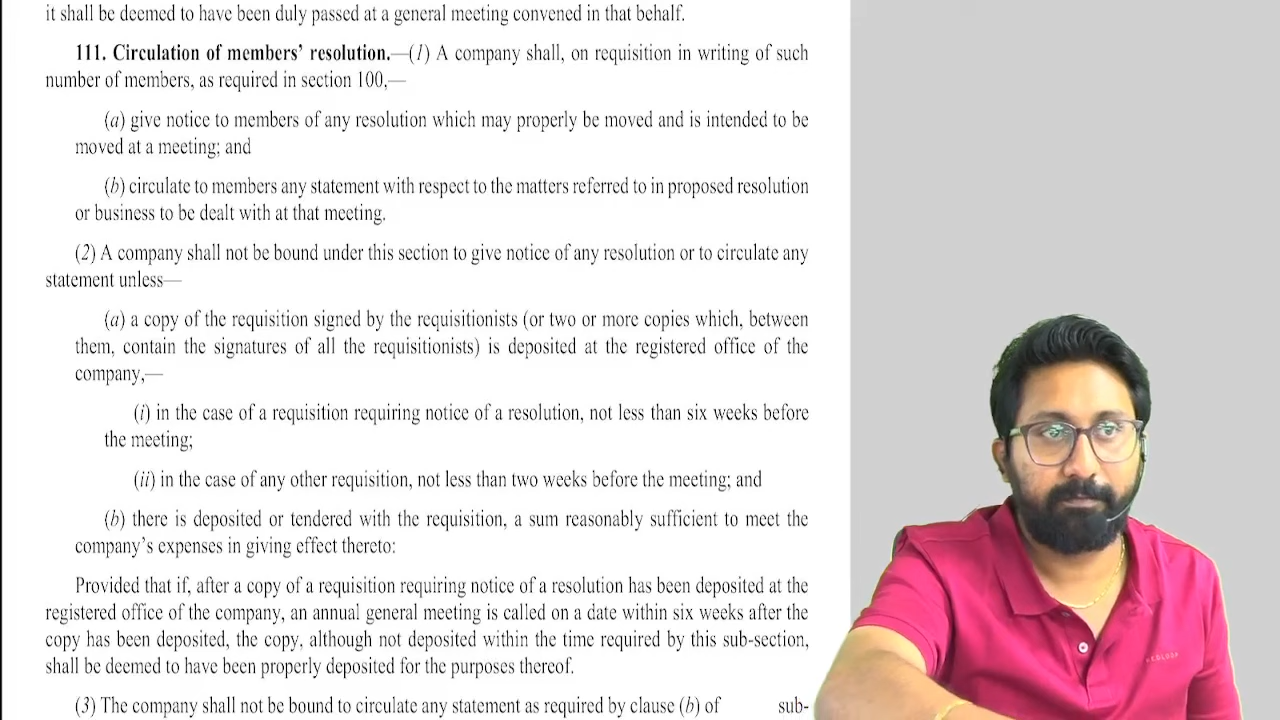 it shall be deemed to have been duly passed at a general meeting convened in that behalf.
111. Circulation of members’ resolution.—(1) A company shall, on requisition in writing of such
number of members, as required in section 100,—
(a) give notice to members of any resolution which may properly be moved and is intended to be
moved at a meeting; and
(b) circulate to members any statement with respect to the matters referred to in proposed resolution
or business to be dealt with at that meeting.
(2) A company shall not be bound under this section to give notice of any resolution or to circulate any
statement unless—
(a) a copy of the requisition signed by the requisitionists (or two or more copies which, between
them, contain the signatures of all the requisitionists) is deposited at the registered office of the
company,—
(i) in the case of a requisition requiring notice of a resolution, not less than six weeks before
the meeting;
(ii) in the case of any other requisition, not less than two weeks before the meeting; and
(b) there is deposited or tendered with the requisition, a sum reasonably sufficient to meet the
company’s expenses in giving effect thereto:
Provided that if, after a copy of a requisition requiring notice of a resolution has been deposited at the
registered office of the company, an annual general meeting is called on a date within six weeks after the
copy has been deposited, the copy, although not deposited within the time required by this sub-section,
shall be deemed to have been properly deposited for the purposes thereof.
(3) The company shall not be bound to circulate any statement as required by clause (b) of sub-